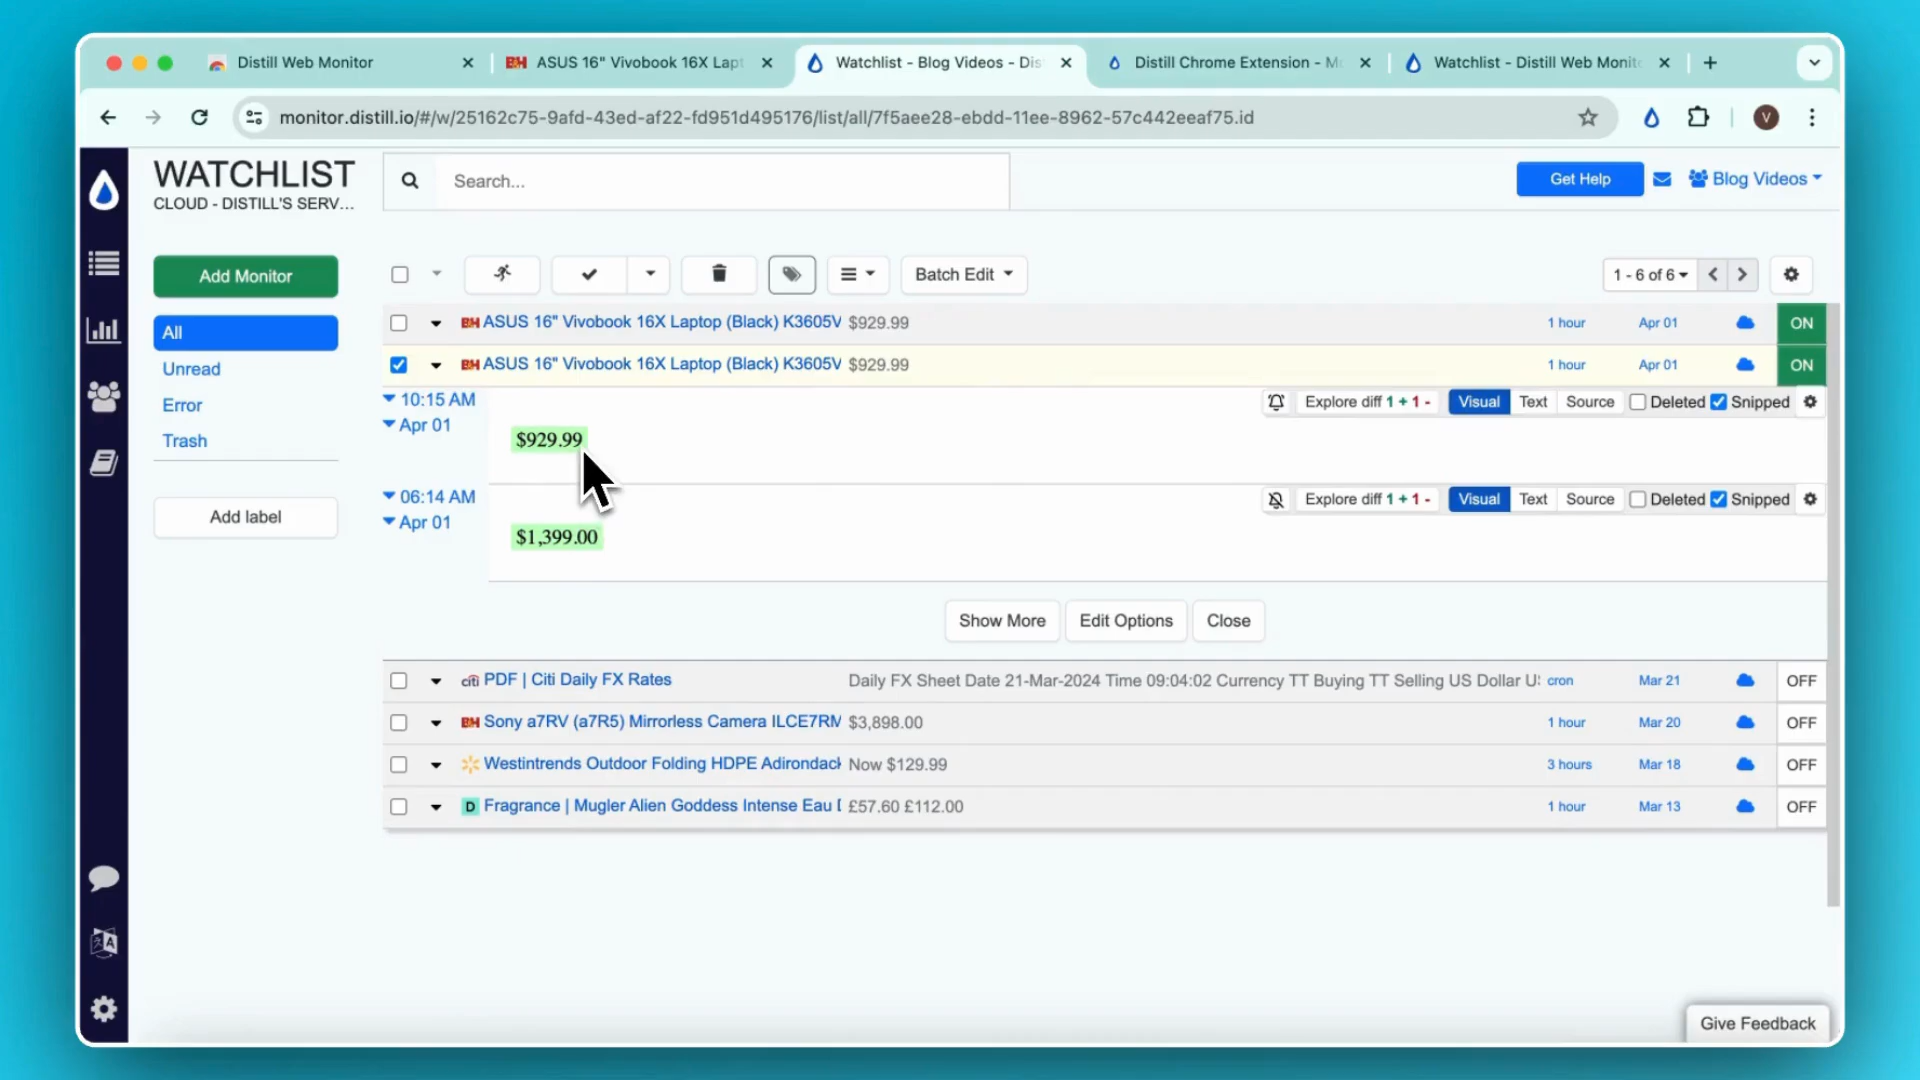 Distill Web Monitor
BH ASUS 16" Vivobook 16X Lapt
Watchlist - Blog Videos - Dis
Distill Chrome Extension - Mo
Watchlist - Distill Web Monito
monitor.distill.io/#/w/25162c75-9afd-43ed-af22-fd951d495176/list/all/7f5aee28-ebdd-11ee-8962-57c442eeaf75.id
V
WATCHLIST
CLOUD - DISTILL'S SERV...
Search...
Get Help
Blog Videos
Add Monitor
Batch Edit
1 - 6 of 6
All
Unread
Error
Trash
Add label
BH ASUS 16" Vivobook 16X Laptop (Black) K3605V $929.99 1 hour Apr 01 ON
BH ASUS 16" Vivobook 16X Laptop (Black) K3605V $929.99 1 hour Apr 01 ON
10:15 AM
Apr 01
Explore diff 1 + 1 - Visual Text Source Deleted Snipped
$929.99
06:14 AM
Apr 01
Explore diff 1 + 1 - Visual Text Source Deleted Snipped
$1,399.00
Show More Edit Options Close
citi PDF | Citi Daily FX Rates Daily FX Sheet Date 21-Mar-2024 Time 09:04:02 Currency TT Buying TT Selling US Dollar U: cron Mar 21 OFF
BH Sony a7RV (a7R5) Mirrorless Camera ILCE7RM $3,898.00 1 hour Mar 20 OFF
Westintrends Outdoor Folding HDPE Adirondack Now $129.99 3 hours Mar 18 OFF
D Fragrance | Mugler Alien Goddess Intense Eau D £57.60 £112.00 1 hour Mar 13 OFF
Give Feedback